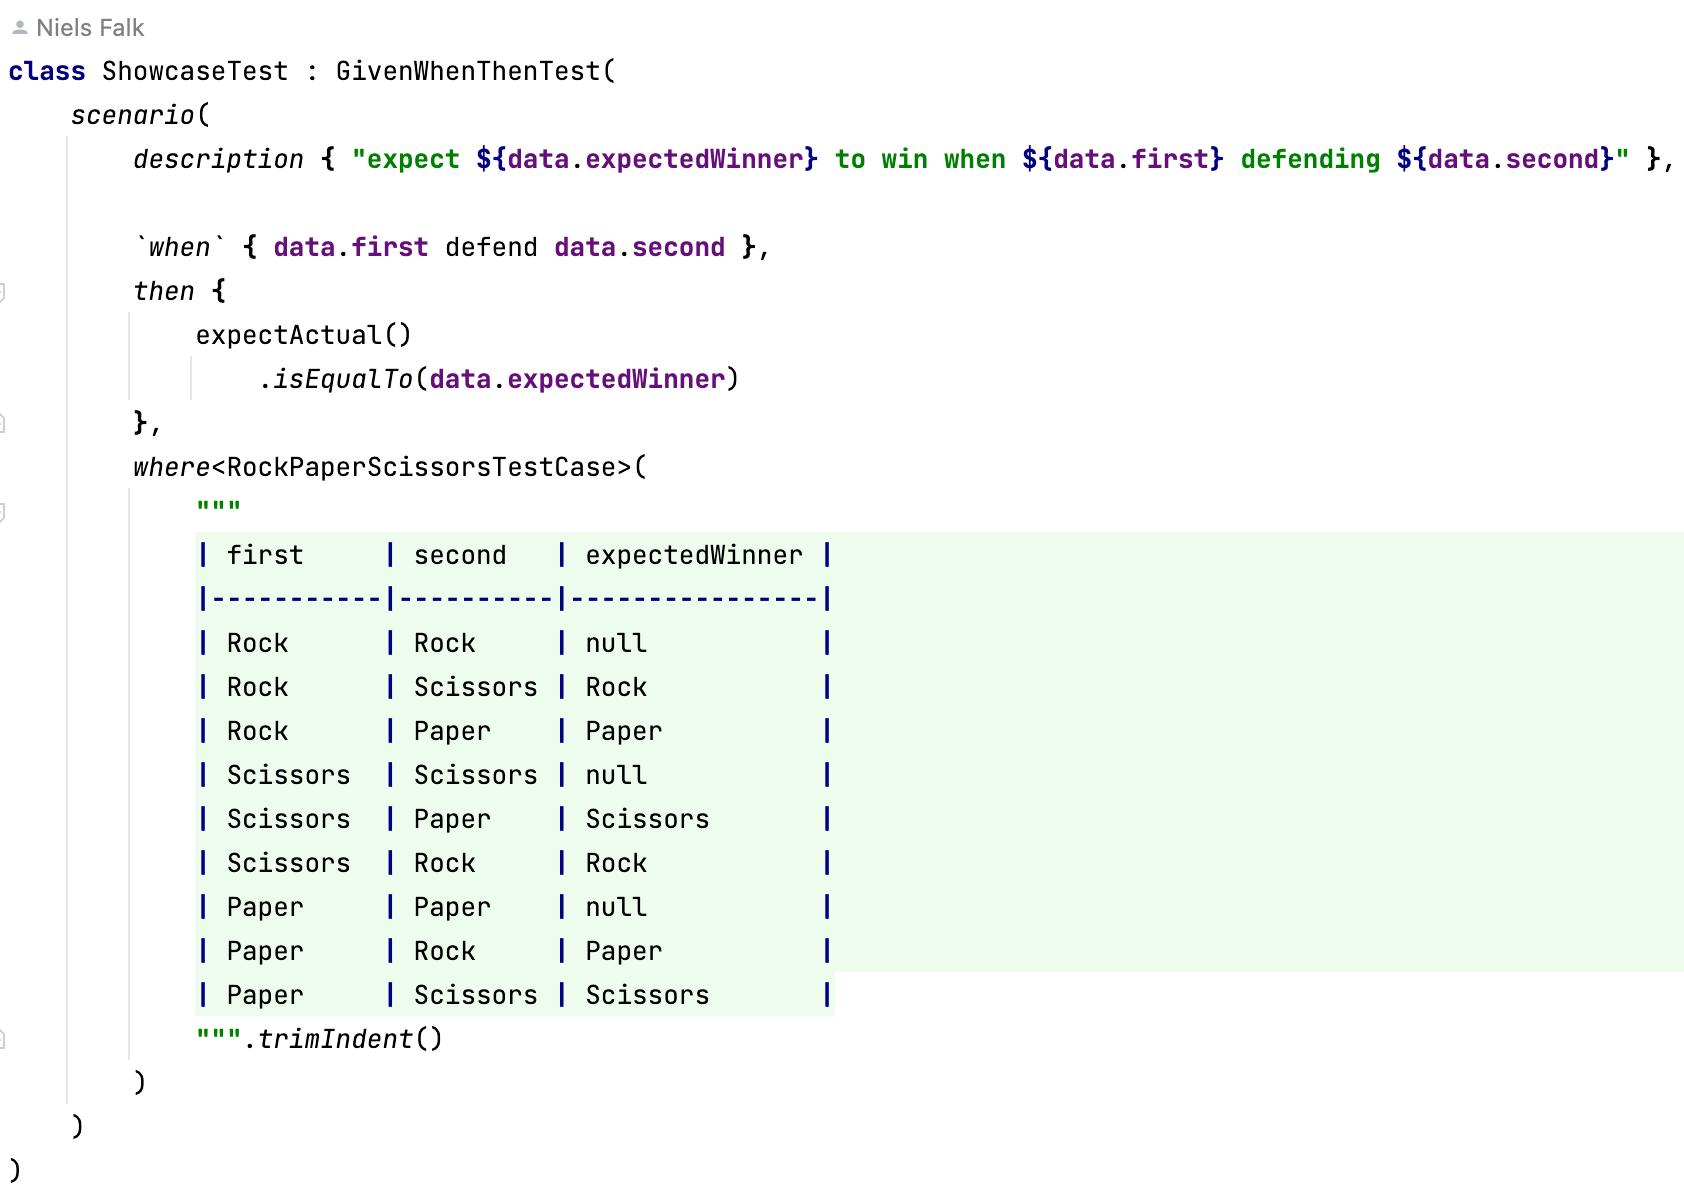 Niels Falk
class ShowcaseTest : GivenWhenThenTest(
    scenario(
        description { "expect ${data.expectedWinner} to win when ${data.first} defending ${data.second}" },

        `when` { data.first defend data.second },
        then {
            expectActual()
                .isEqualTo(data.expectedWinner)
        },
        where<RockPaperScissorsTestCase>(
            """
            | first     | second   | expectedWinner |
            |-----------|----------|----------------|
            | Rock      | Rock     | null           |
            | Rock      | Scissors | Rock           |
            | Rock      | Paper    | Paper          |
            | Scissors  | Scissors | null           |
            | Scissors  | Paper    | Scissors       |
            | Scissors  | Rock     | Rock           |
            | Paper     | Paper    | null           |
            | Paper     | Rock     | Paper          |
            | Paper     | Scissors | Scissors       |
            """.trimIndent()
        )
    )
)